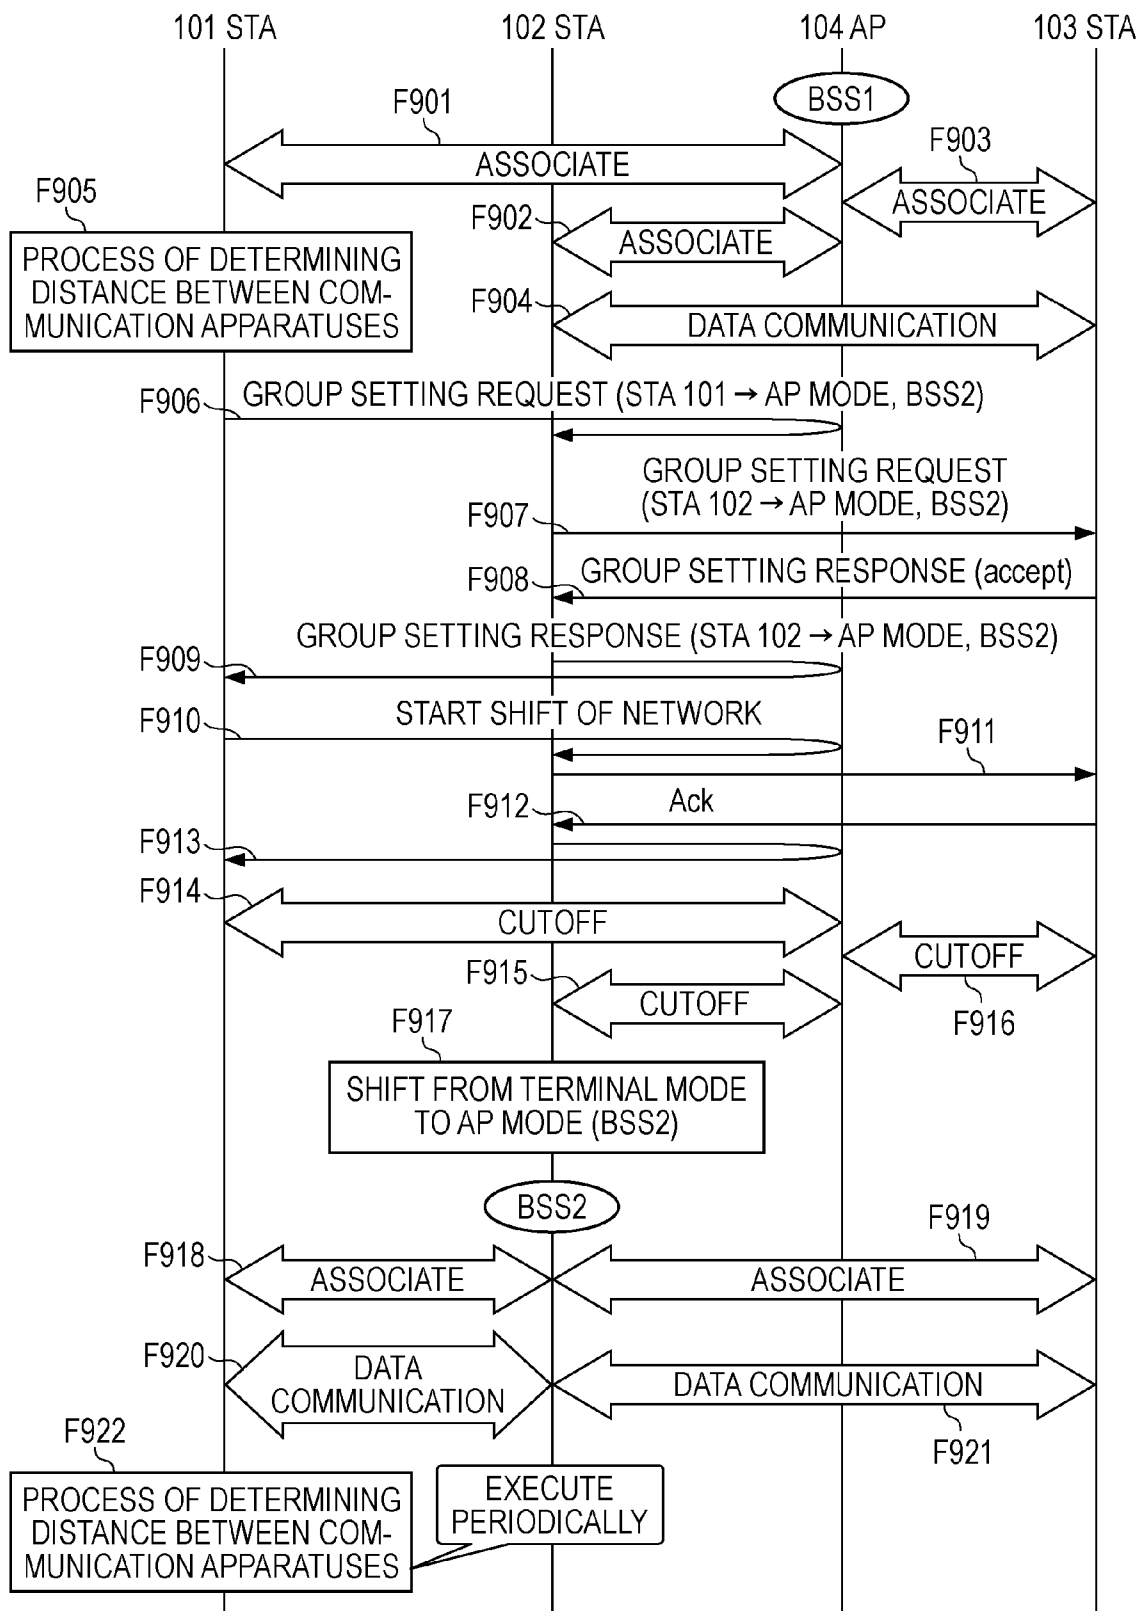 101 STA
102 STA
104 AP
103 STA
BSS1
F901
ASSOCIATE
F903
ASSOCIATE
F905
F902
ASSOCIATE
PROCESS OF DETERMINING
DISTANCE BETWEEN COM-
MUNICATION APPARATUSES
F904
DATA COMMUNICATION
F906
GROUP SETTING REQUEST (STA 101 → AP MODE, BSS2)
GROUP SETTING REQUEST
(STA 102 → AP MODE, BSS2)
F907
GROUP SETTING RESPONSE (accept)
F908
GROUP SETTING RESPONSE (STA 102 → AP MODE, BSS2)
F909
START SHIFT OF NETWORK
F910
F911
Ack
F912
F913
F914
CUTOFF
CUTOFF
F915
CUTOFF
F916
F917
SHIFT FROM TERMINAL MODE
TO AP MODE (BSS2)
BSS2
F919
F918
ASSOCIATE
ASSOCIATE
F920
DATA
COMMUNICATION
DATA COMMUNICATION
F921
F922
PROCESS OF DETERMINING
DISTANCE BETWEEN COM-
MUNICATION APPARATUSES
EXECUTE
PERIODICALLY